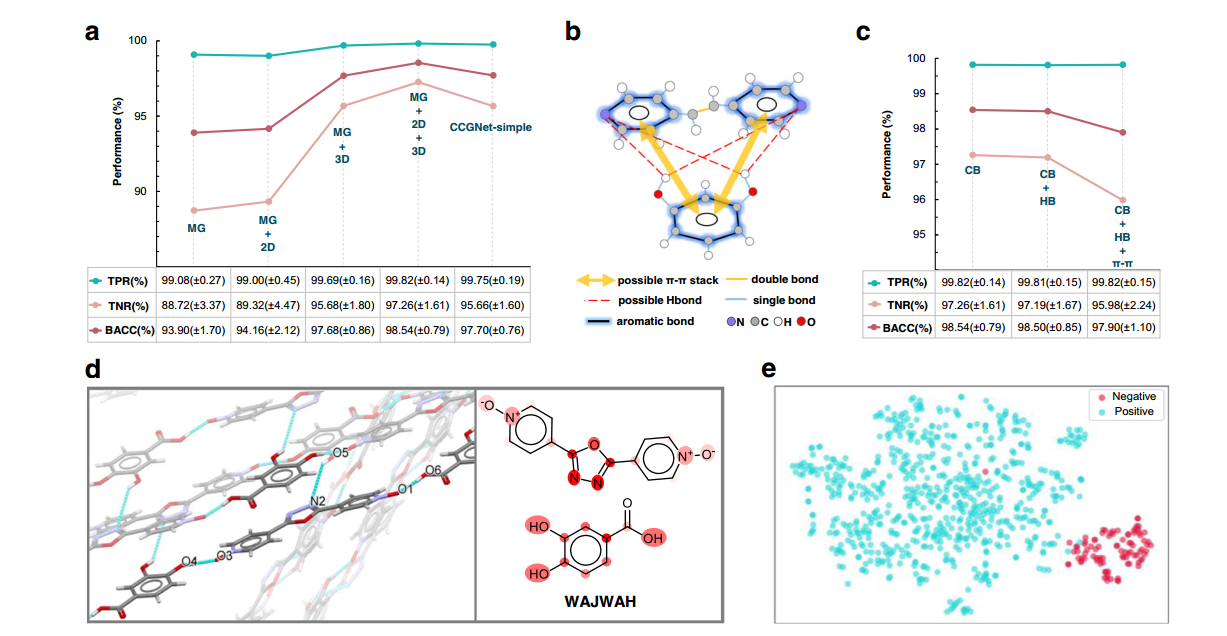 a
Performance (%)
100
95
90
MG
MG
+
2D
MG
+
3D
MG
+
2D
+
3D
CCGNet-simple
TPR(%) 99.08(±0.27) 99.00(±0.45) 99.69(±0.16) 99.82(±0.14) 99.75(±0.19)
TNR(%) 88.72(±3.37) 89.32(±4.47) 95.68(±1.80) 97.26(±1.61) 95.66(±1.60)
BACC(%) 93.90(±1.70) 94.16(±2.12) 97.68(±0.86) 98.54(±0.79) 97.70(±0.76)
b
possible π-π stack
double bond
possible Hbond
single bond
aromatic bond
N C H O
c
Performance (%)
100
99
98
97
96
95
CB
CB
+
HB
CB
+
HB
+
π-π
TPR(%) 99.82(±0.14) 99.81(±0.15) 99.82(±0.15)
TNR(%) 97.26(±1.61) 97.19(±1.67) 95.98(±2.24)
BACC(%) 98.54(±0.79) 98.50(±0.85) 97.90(±1.10)
d
O5
O6
N2
O1
O4
O3
⁻O
N⁺
O
N
N
N⁺
O⁻
O
HO
OH
HO
WAJWAH
e
Negative
Positive